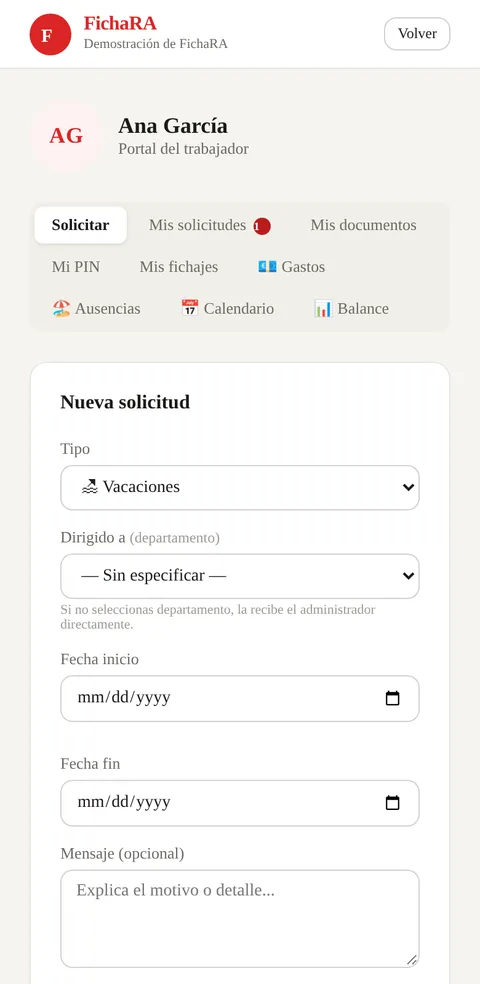 F
FichaRA
Demostración de FichaRA
Volver
AG
Ana García
Portal del trabajador
Solicitar
Mis solicitudes 1
Mis documentos
Mi PIN
Mis fichajes
Gastos
Ausencias
Calendario
Balance
Nueva solicitud
Tipo
Vacaciones
Dirigido a (departamento)
— Sin especificar —
Si no seleccionas departamento, la recibe el administrador
directamente.
Fecha inicio
mm/dd/yyyy
Fecha fin
mm/dd/yyyy
Mensaje (opcional)
Explica el motivo o detalle...